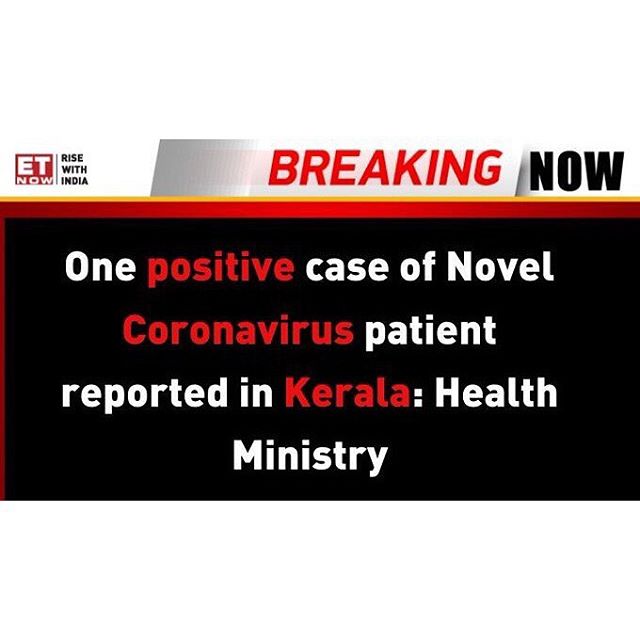 ET
NOW
RISE
WITH
INDIA
BREAKING NOW
One positive case of Novel
Coronavirus patient
reported in Kerala: Health
Ministry